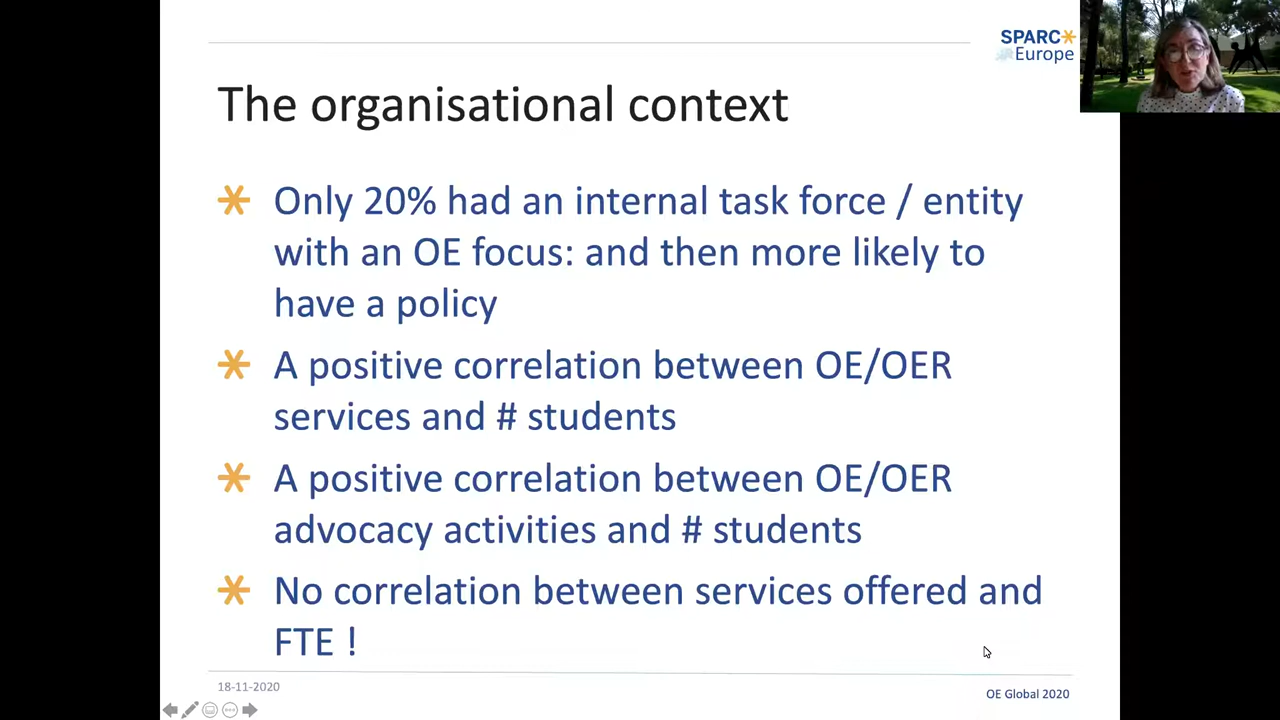 SPARC
Europe
The organisational context
Only 20% had an internal task force / entity
with an OE focus: and then more likely to
have a policy
A positive correlation between OE/OER
services and # students
A positive correlation between OE/OER
advocacy activities and # students
No correlation between services offered and
FTE !
18-11-2020
OE Global 2020